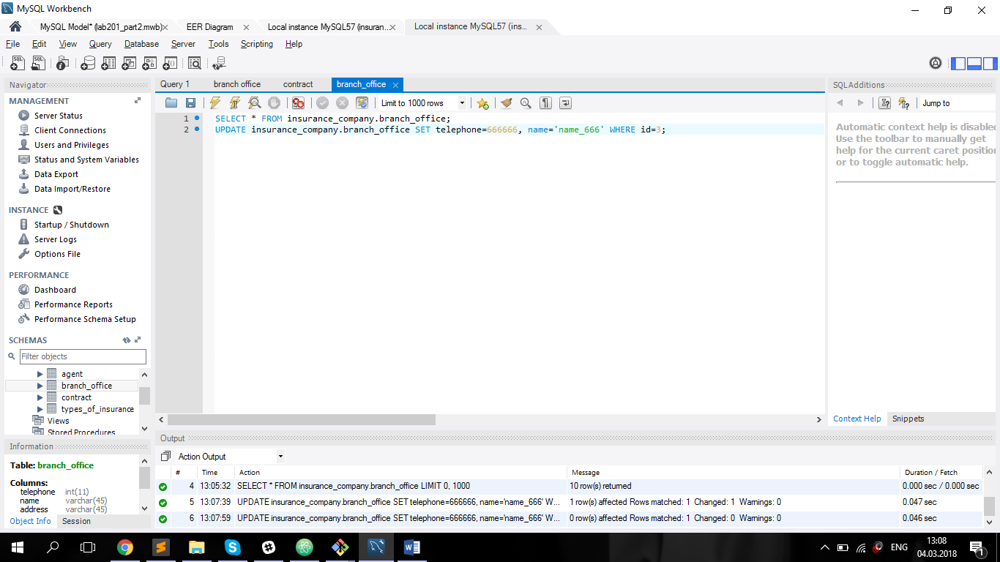 MySQL Workbench
MySQL Model* (lab201_part2.mwb)
EER Diagram
Local instance MySQL57 (insuran...
Local instance MySQL57 (ins...
File Edit View Query Database Server Tools Scripting Help
Navigator
MANAGEMENT
Server Status
Client Connections
Users and Privileges
Status and System Variables
Data Export
Data Import/Restore
INSTANCE
Startup / Shutdown
Server Logs
Options File
PERFORMANCE
Dashboard
Performance Reports
Performance Schema Setup
SCHEMAS
Filter objects
agent
branch_office
contract
types_of_insurance
Views
Stored Procedures
Information
Table: branch_office
Columns:
telephone int(11)
name varchar(45)
address varchar(45)
Object Info Session
Query 1 branch office contract branch_office
Limit to 1000 rows
1 SELECT * FROM insurance_company.branch_office;
2 UPDATE insurance_company.branch_office SET telephone=666666, name='name_666' WHERE id=3;
SQLAdditions
Jump to
Automatic context help is disabled
Use the toolbar to manually get
help for the current caret position
or to toggle automatic help.
Context Help Snippets
Output
Action Output
# Time Action Message Duration / Fetch
4 13:05:32 SELECT * FROM insurance_company.branch_office LIMIT 0, 1000 10 row(s) returned 0.000 sec / 0.000 sec
5 13:07:39 UPDATE insurance_company.branch_office SET telephone=666666, name='name_666' W... 1 row(s) affected Rows matched: 1 Changed: 1 Warnings: 0 0.047 sec
6 13:07:59 UPDATE insurance_company.branch_office SET telephone=666666, name='name_666' W... 0 row(s) affected Rows matched: 1 Changed: 0 Warnings: 0 0.046 sec
ENG
13:08
04.03.2018
1